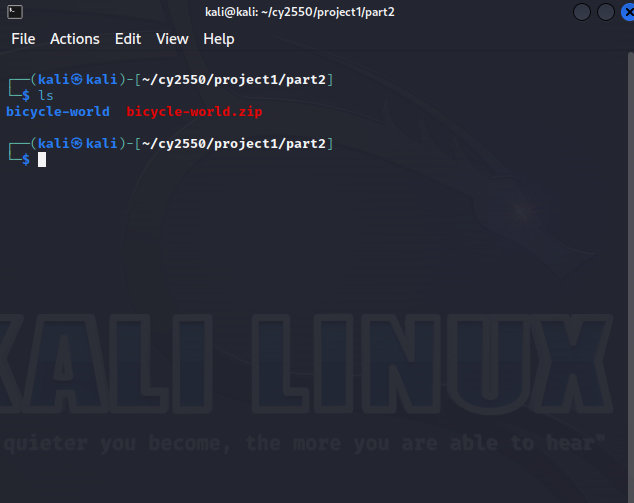 kali@kali: ~/cy2550/project1/part2
File Actions Edit View Help
┌──(kali㉿kali)-[~/cy2550/project1/part2]
└─$ ls
bicycle-world bicycle-world.zip
┌──(kali㉿kali)-[~/cy2550/project1/part2]
└─$
KALI LINUX
quieter you become, the more you are able to hear"